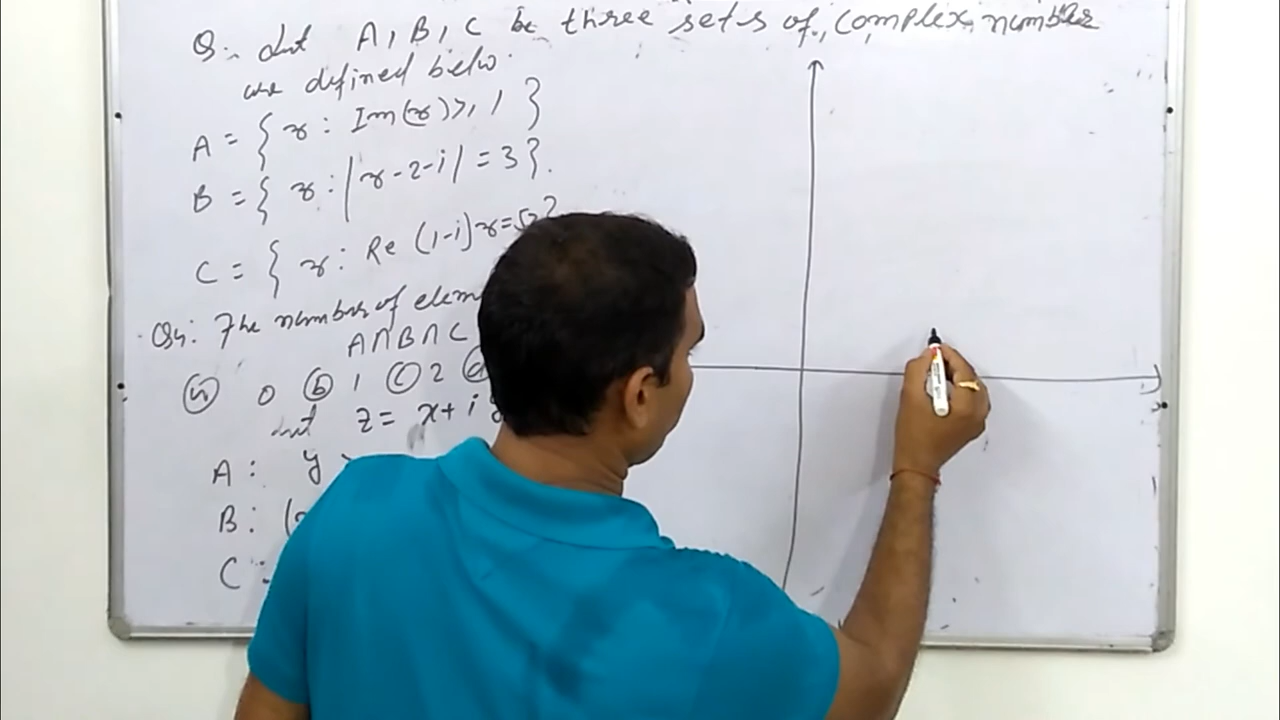 Q:. Let A, B, C be three sets of complex number
are defined below.
A = { z : Im(z) ≥ 1 }
B = { z : |z-2-i| = 3 }.
C = { z : Re (1-i)z = √2 }
Q4: The number of elem
A∩B∩C
(a) 0 (b) 1 (c) 2 (d)
Let z = x + i y
A : y
B :
C :